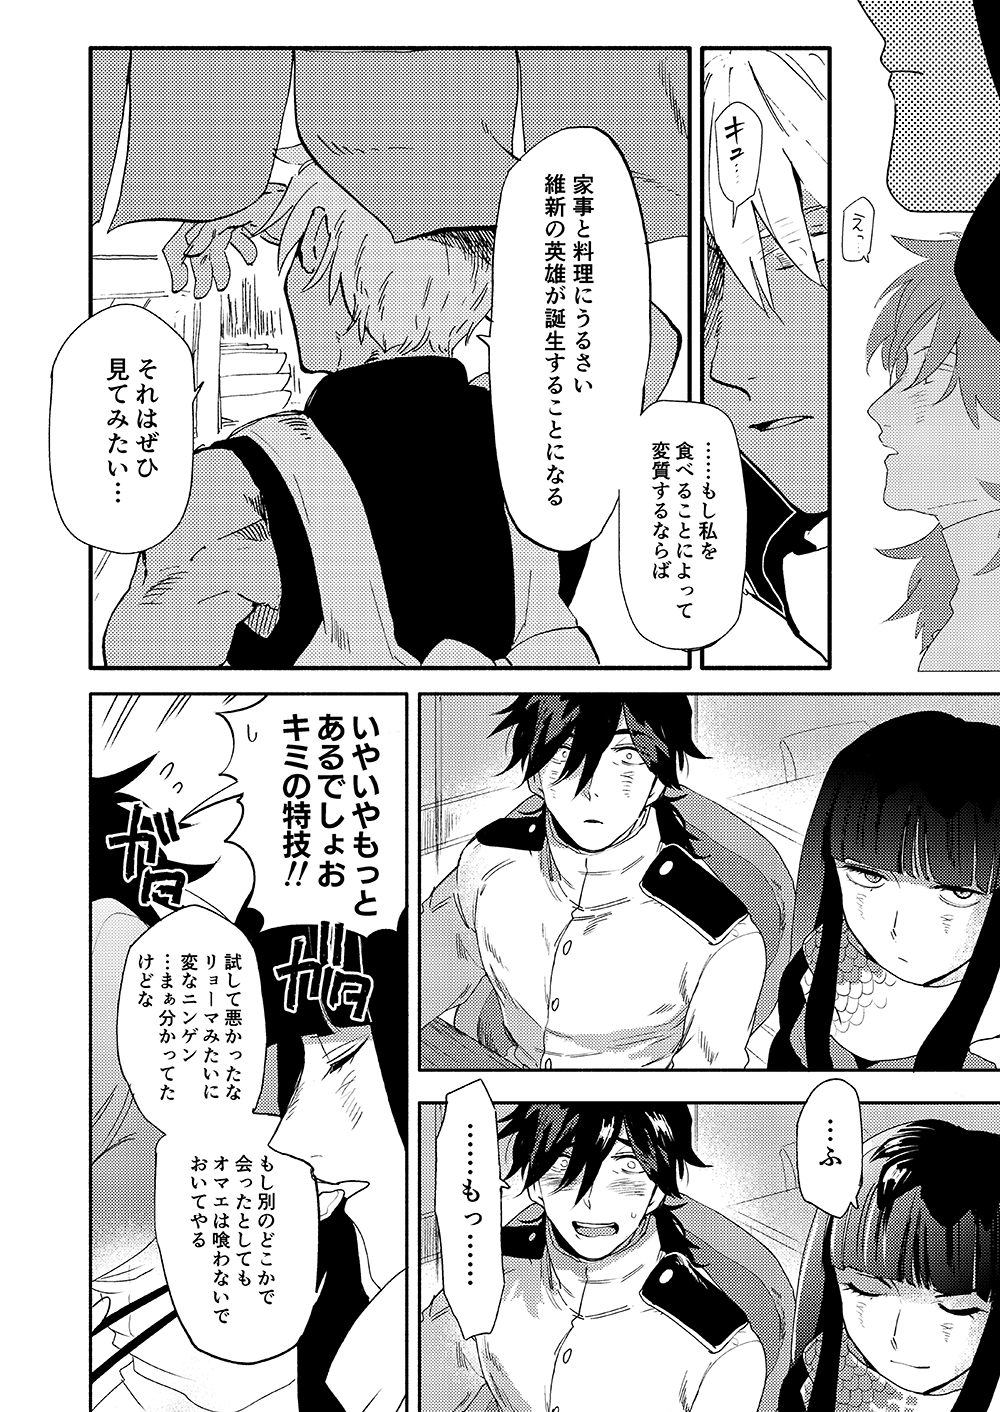 えっ
キュ…
……もし私を
食べることによって
変質するならば
家事と料理にうるさい
維新の英雄が誕生することになる
それはぜひ
見てみたい…
…ふ
……もっ……
いやいやもっと
あるでしょお
キミの特技!!
ガタ
ガタ
試して悪かったな
リョーマみたいに
変なニンゲン
…まぁ分かってた
けどな
もし別のどこかで
会ったとしても
オマエは喰わないで
おいてやる